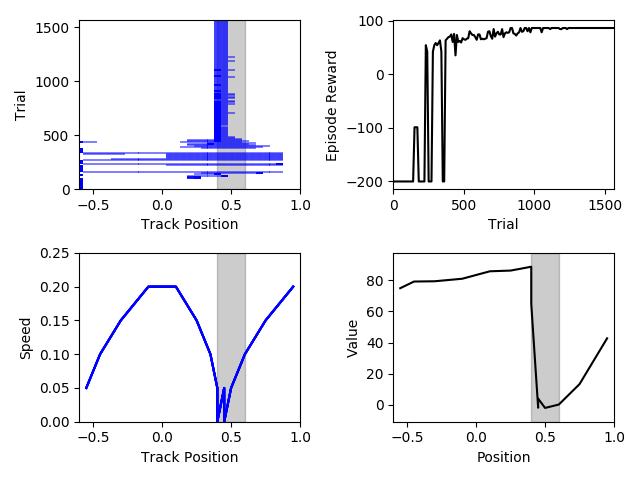 1500
1000
500
0
Trial
−0.5 0.0 0.5 1.0
Track Position
100
0
−100
−200
Episode Reward
0 500 1000 1500
Trial
0.25
0.20
0.15
0.10
0.05
0.00
Speed
−0.5 0.0 0.5 1.0
Track Position
80
60
40
20
0
Value
−0.5 0.0 0.5 1.0
Position